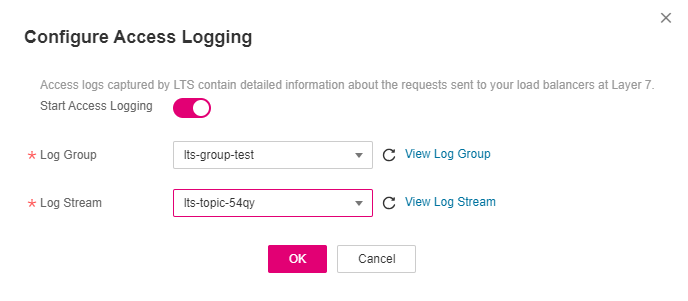 Configure Access Logging
Access logs captured by LTS contain detailed information about the requests sent to your load balancers at Layer 7.
Start Access Logging
* Log Group lts-group-test View Log Group
* Log Stream lts-topic-54qy View Log Stream
OK Cancel